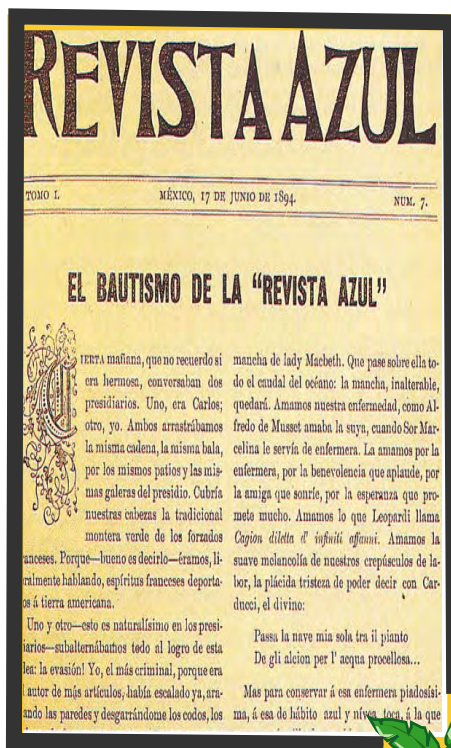 REVISTA AZUL
TOMO I.
MÉXICO, 17 DE JUNIO DE 1894.
NUM. 7.
EL BAUTISMO DE LA "REVISTA AZUL"
CIERTA mañana, que no recuerdo si
era hermosa, conversaban dos
presidiarios. Uno, era Carlos;
otro, yo. Ambos arrastrábamos
la misma cadena, la misma bala,
por los mismos patios y las mis-
mas galeras del presidio. Cubría
nuestras cabezas la tradicional
montera verde de los forzados
anceses. Porque—bueno es decirlo—éramos, li-
ralmente hablando, espíritus franceses deporta-
os á tierra americana.
Uno y otro—esto es naturalísimo en los presi-
iarios—subalternábamos todo al logro de esta
lea: la evasión! Yo, el más criminal, porque era
l autor de más artículos, había escalado ya, ara-
ando las paredes y desgarrándome los codos, los
mancha de lady Macbeth. Que pase sobre ella to-
do el caudal del océano: la mancha, inalterable,
quedará. Amamos nuestra enfermedad, como Al-
fredo de Musset amaba la suya, cuando Sor Mar-
celina le servía de enfermera. La amamos por la
enfermera, por la benevolencia que aplaude, por
la amiga que sonríe, por la esperanza que pro-
mete mucho. Amamos lo que Leopardi llama
Cagion diletta d' infiniti affanni. Amamos la
suave melancolía de nuestros crepúsculos de la-
bor, la plácida tristeza de poder decir con Car-
ducci, el divino:
Passa la nave mia sola tra il pianto
De gli alcion per l' acqua procellosa...
Mas para conservar á esa enfermera piadosísi-
ma, á esa de hábito azul y nívea toca, á la que